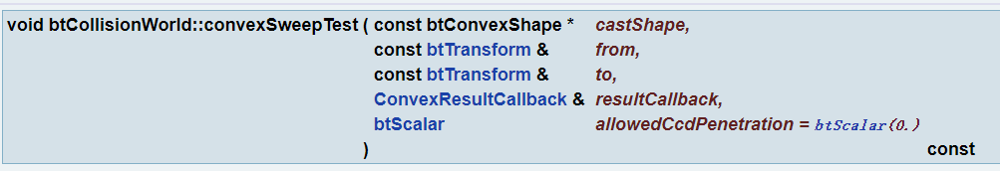 void btCollisionWorld::convexSweepTest ( const btConvexShape * castShape,
const btTransform & from,
const btTransform & to,
ConvexResultCallback & resultCallback,
btScalar allowedCcdPenetration = btScalar(0.)
) const